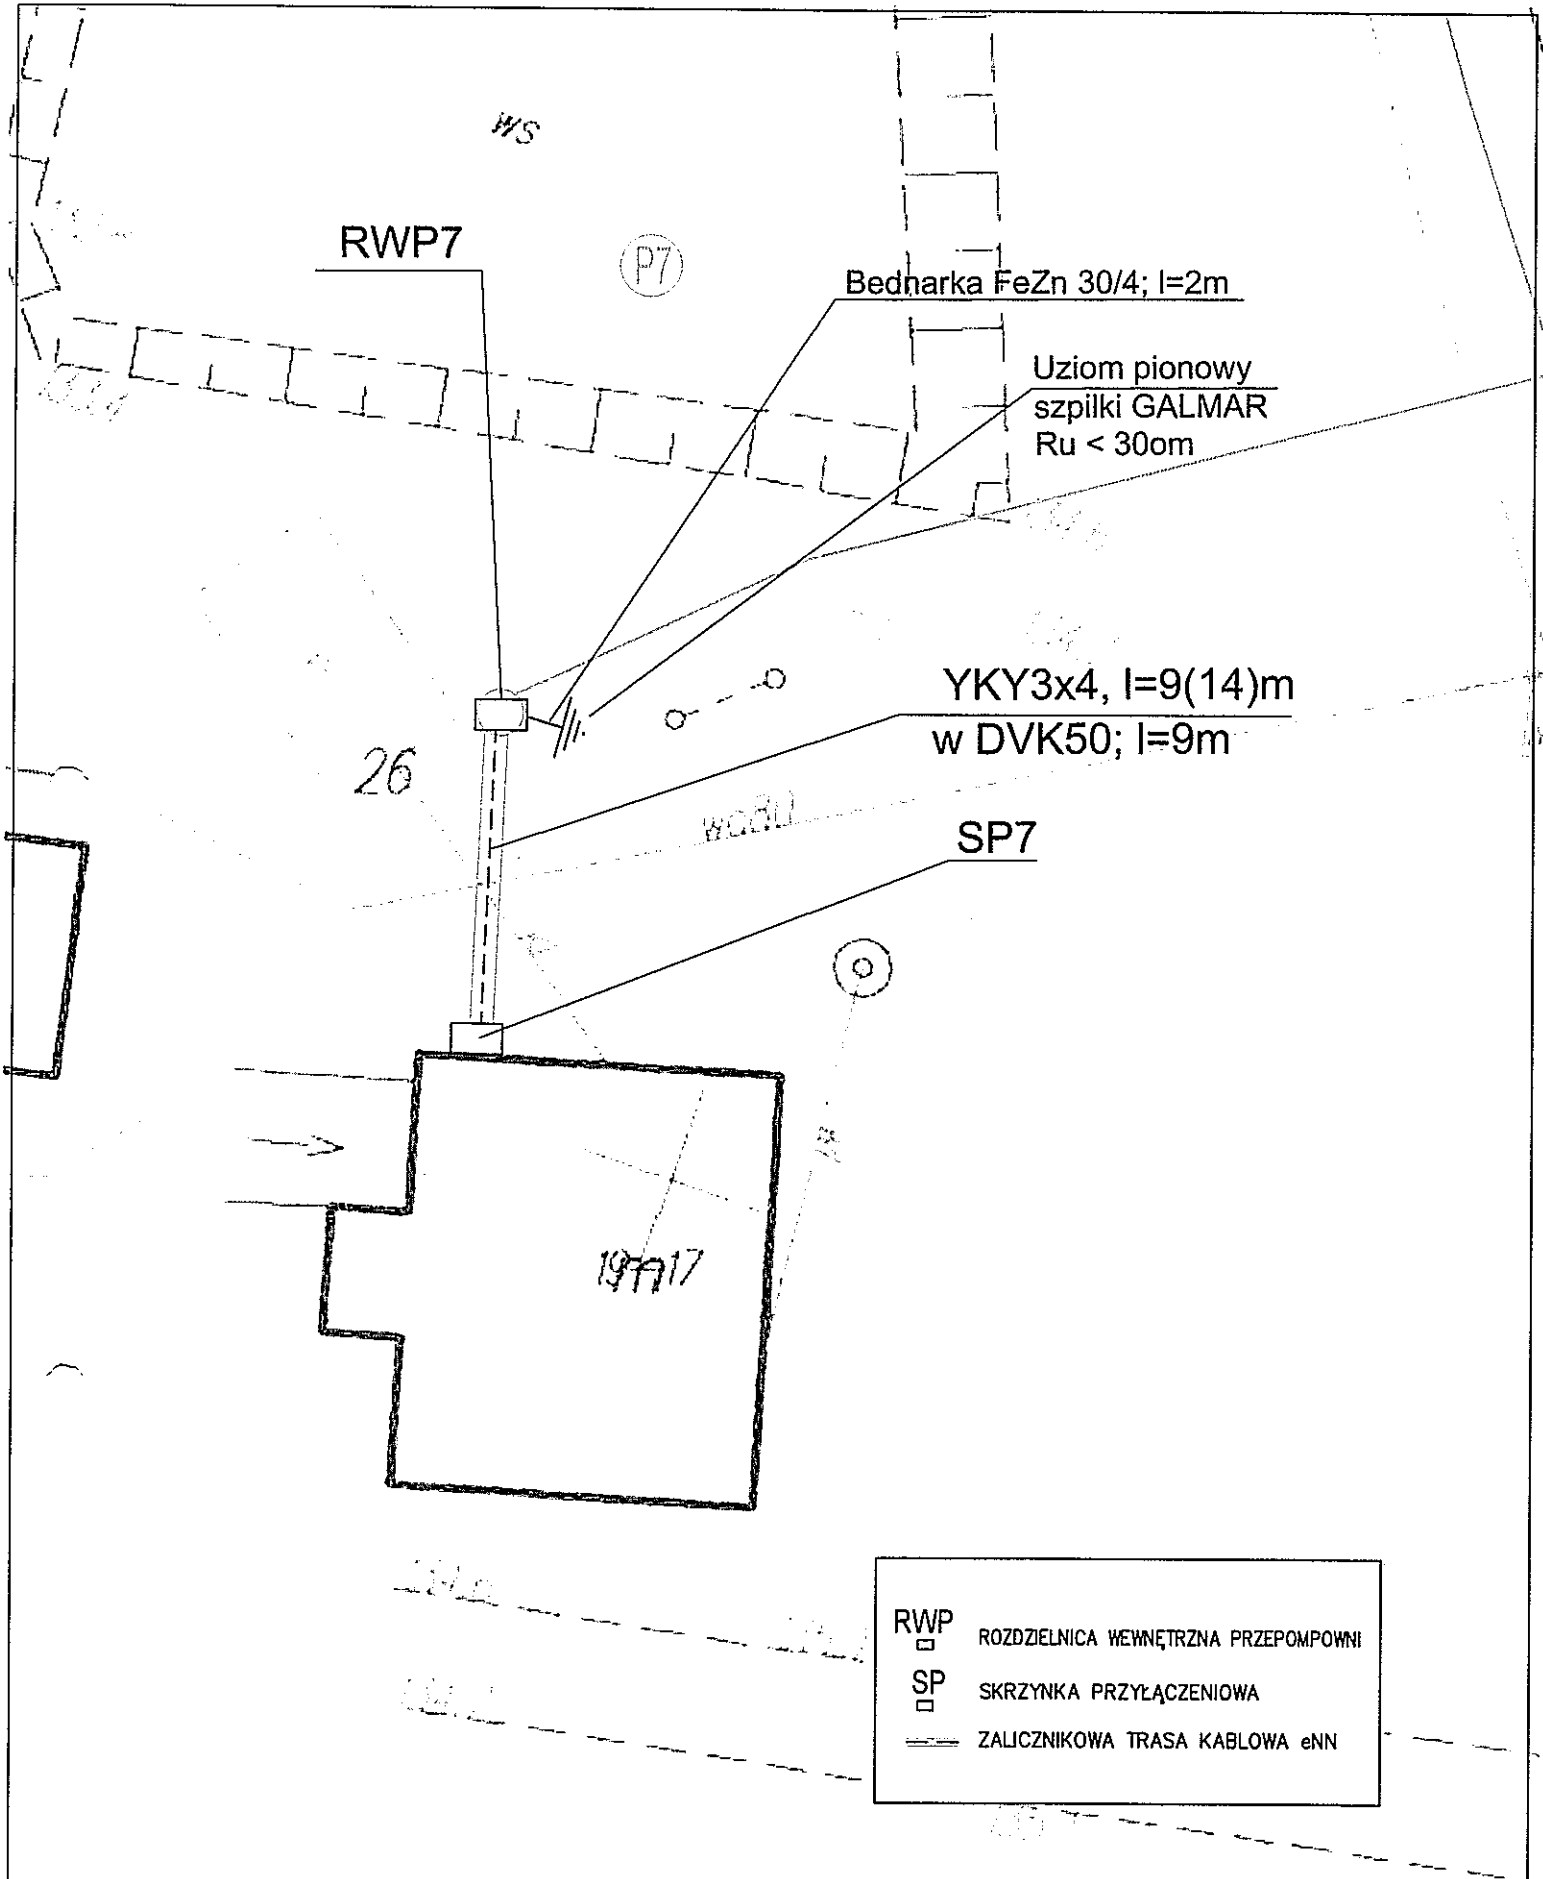 WS
RWP7
P7
Bednarka FeZn 30/4; l=2m
Uziom pionowy
szpilki GALMAR
Ru < 30om
YKY3x4, l=9(14)m
w DVK50; l=9m
26
wo80
SP7
RWP
ROZDZIELNICA WEWNĘTRZNA PRZEPOMPOWNI
SP
SKRZYNKA PRZYŁĄCZENIOWA
ZALICZNIKOWA TRASA KABLOWA eNN